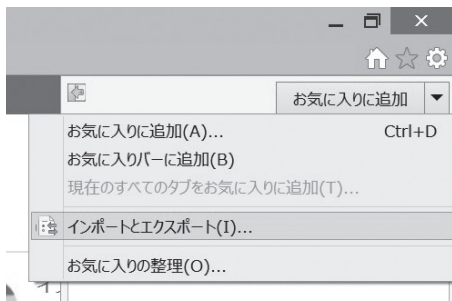 お気に入りに追加
お気に入りに追加(A)... Ctrl+D
お気に入りバーに追加(B)
現在のすべてのタブをお気に入りに追加(T)...
インポートとエクスポート(I)...
お気に入りの整理(O)...